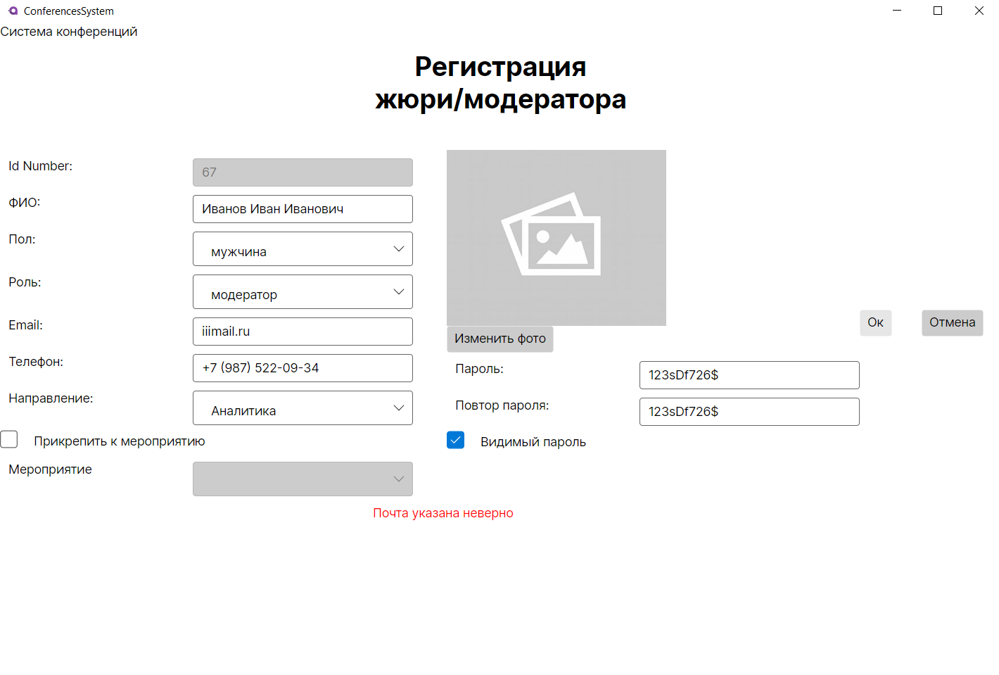 ConferencesSystem
Система конференций
Регистрация
жюри/модератора
Id Number:
67
ФИО:
Иванов Иван Иванович
Пол:
мужчина
Роль:
модератор
Email:
iiimail.ru
Телефон:
+7 (987) 522-09-34
Направление:
Аналитика
Прикрепить к мероприятию
Мероприятие
Изменить фото
Пароль:
123sDf726$
Повтор пароля:
123sDf726$
Видимый пароль
Ок
Отмена
Почта указана неверно